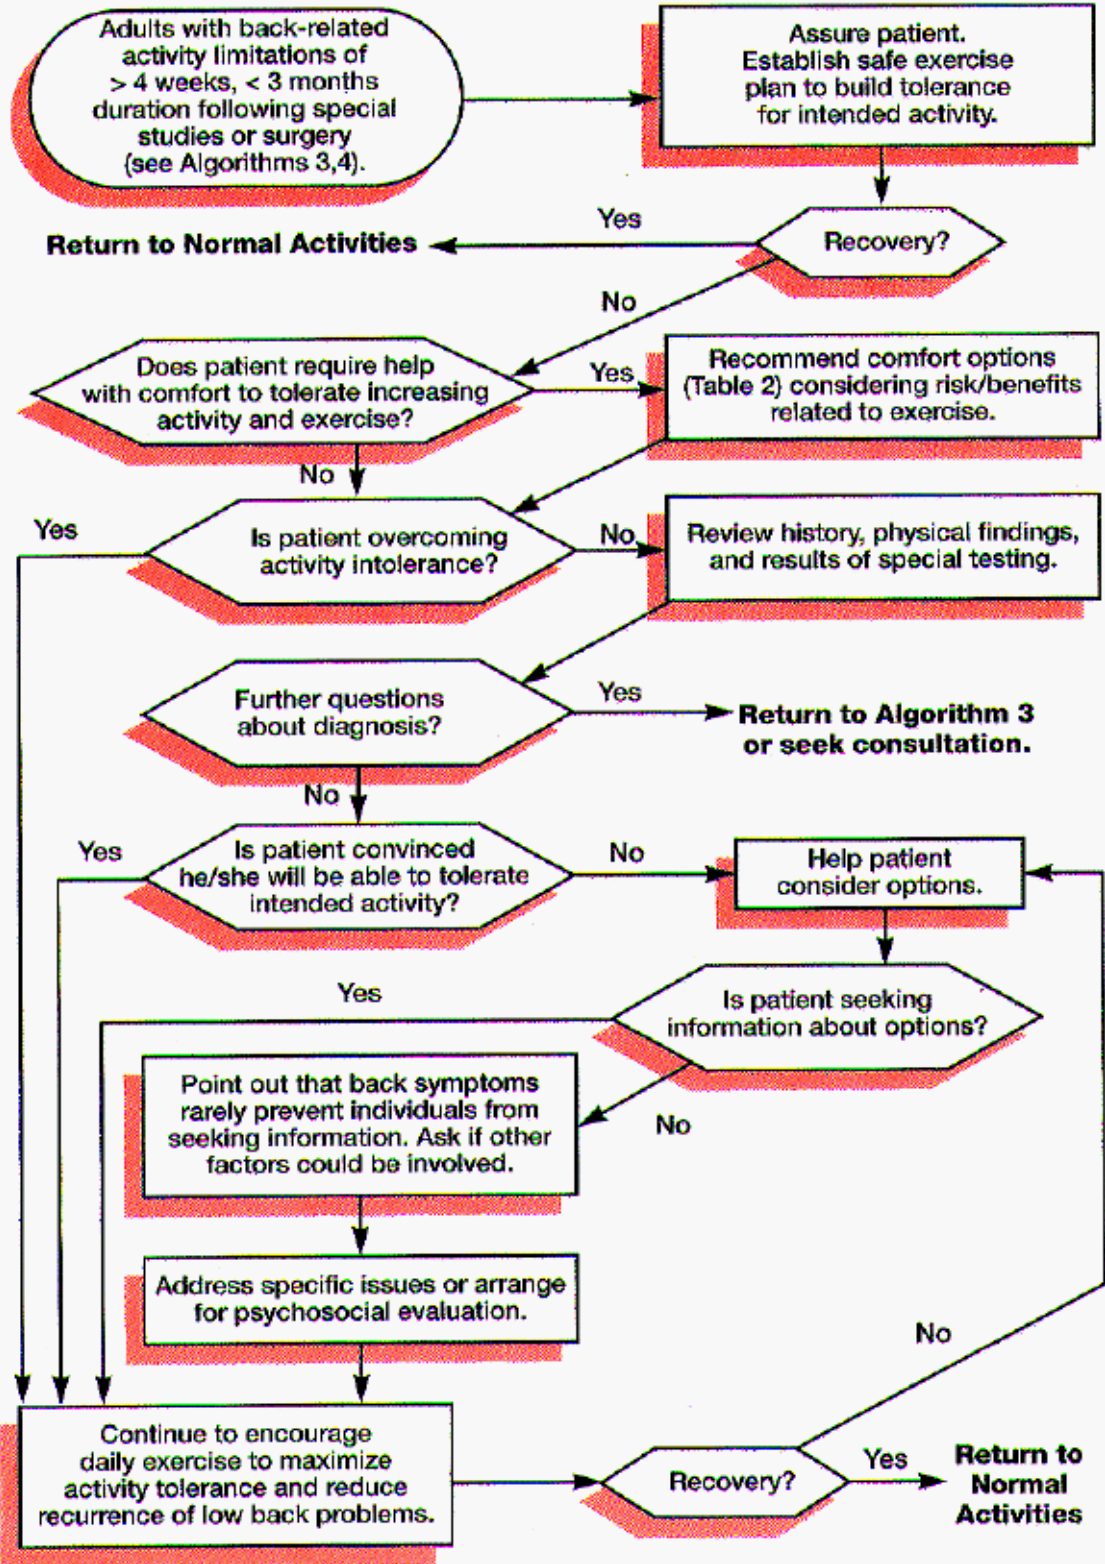 Adults with back-related
activity limitations of
> 4 weeks, < 3 months
duration following special
studies or surgery
(see Algorithms 3,4).
Assure patient.
Establish safe exercise
plan to build tolerance
for intended activity.
Recovery?
Yes
Return to Normal Activities
No
Does patient require help
with comfort to tolerate increasing
activity and exercise?
Yes
Recommend comfort options
(Table 2) considering risk/benefits
related to exercise.
No
Is patient overcoming
activity intolerance?
Yes
No
Review history, physical findings,
and results of special testing.
Further questions
about diagnosis?
Yes
Return to Algorithm 3
or seek consultation.
No
Is patient convinced
he/she will be able to tolerate
intended activity?
Yes
No
Help patient
consider options.
Is patient seeking
information about options?
Yes
No
Point out that back symptoms
rarely prevent individuals from
seeking information. Ask if other
factors could be involved.
Address specific issues or arrange
for psychosocial evaluation.
Continue to encourage
daily exercise to maximize
activity tolerance and reduce
recurrence of low back problems.
Recovery?
No
Yes
Return to
Normal
Activities